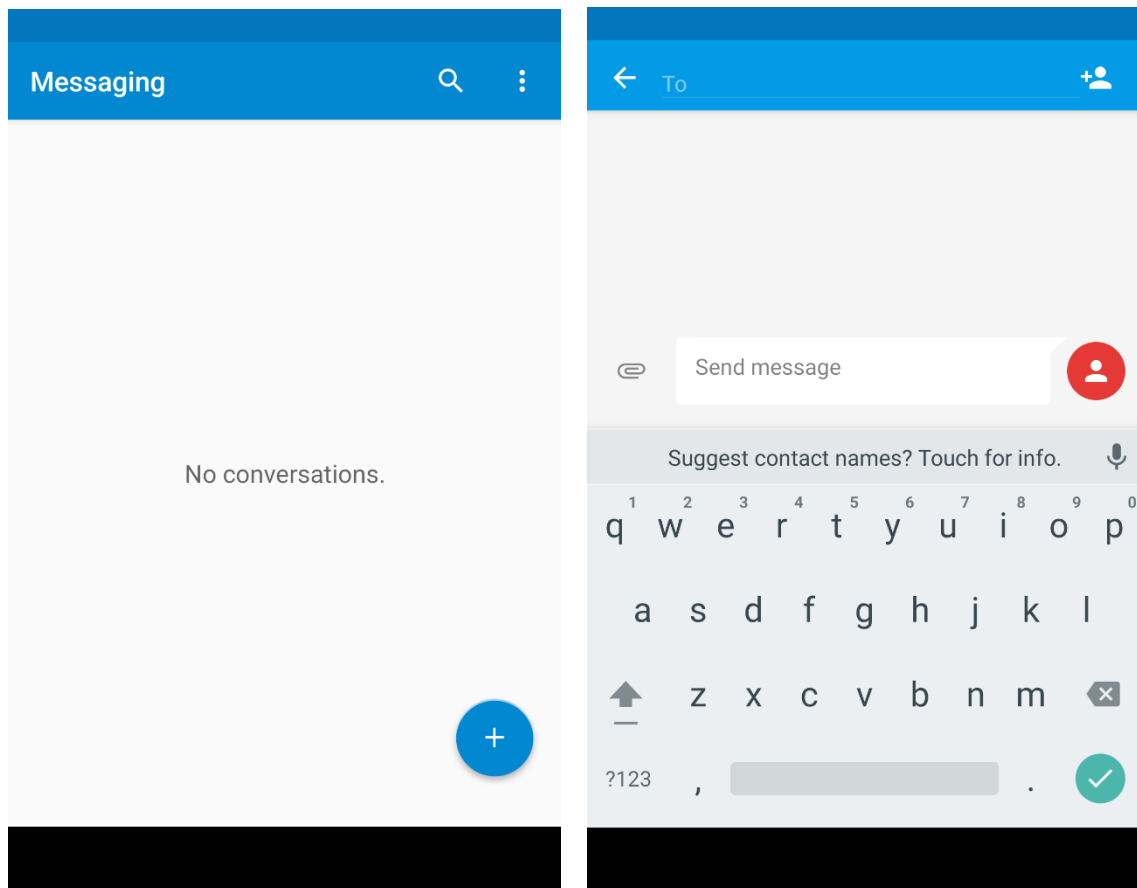 Messaging
No conversations.
To
Send message
Suggest contact names? Touch for info.
1 2 3 4 5 6 7 8 9 0
q w e r t y u i o p
a s d f g h j k l
z x c v b n m
?123 , .